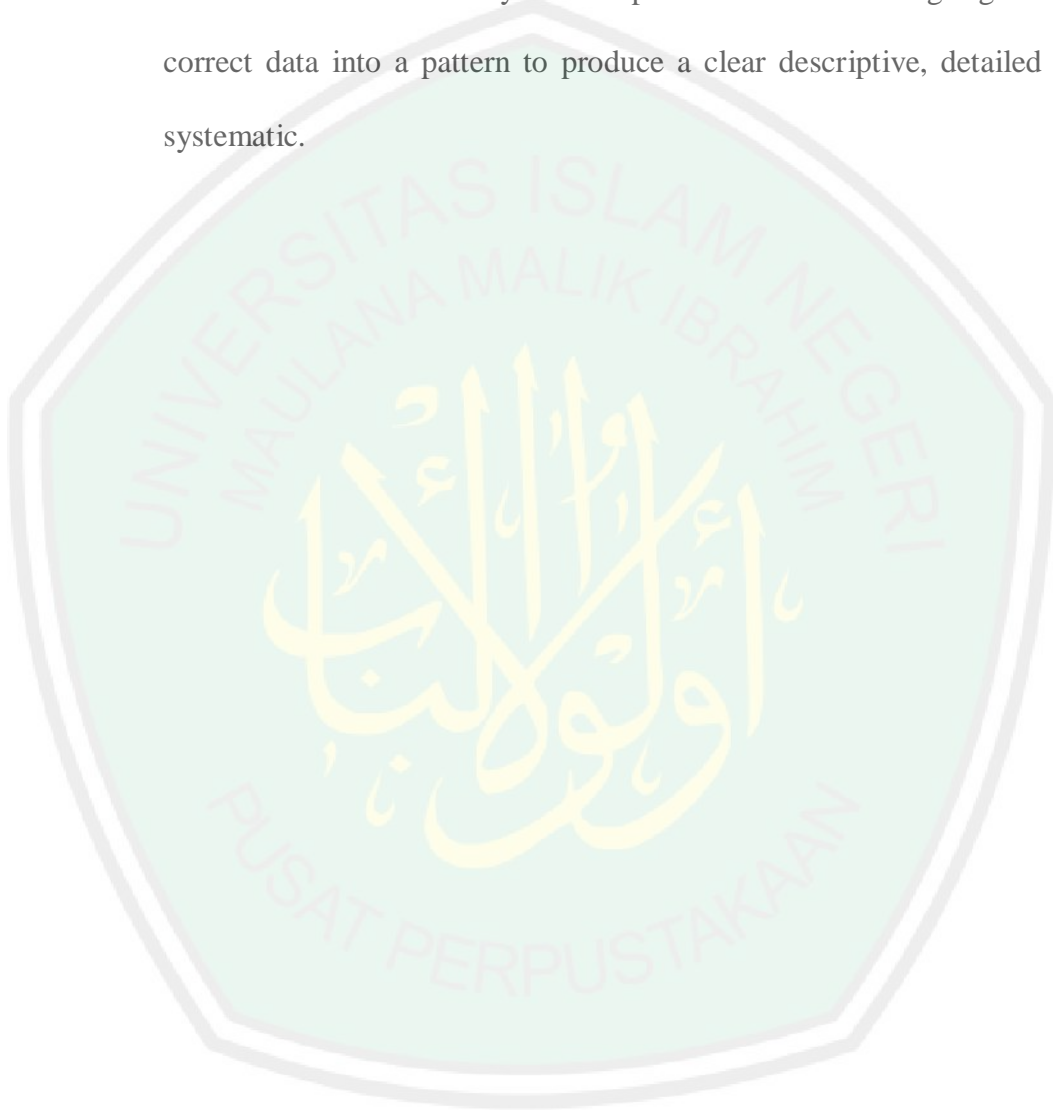 correct data into a pattern to produce a clear descriptive, detailed
systematic.
UNIVERSITAS ISLAM NEGERI
MAULANA MALIK IBRAHIM
أولوا الألباب
PUSAT PERPUSTAKAAN